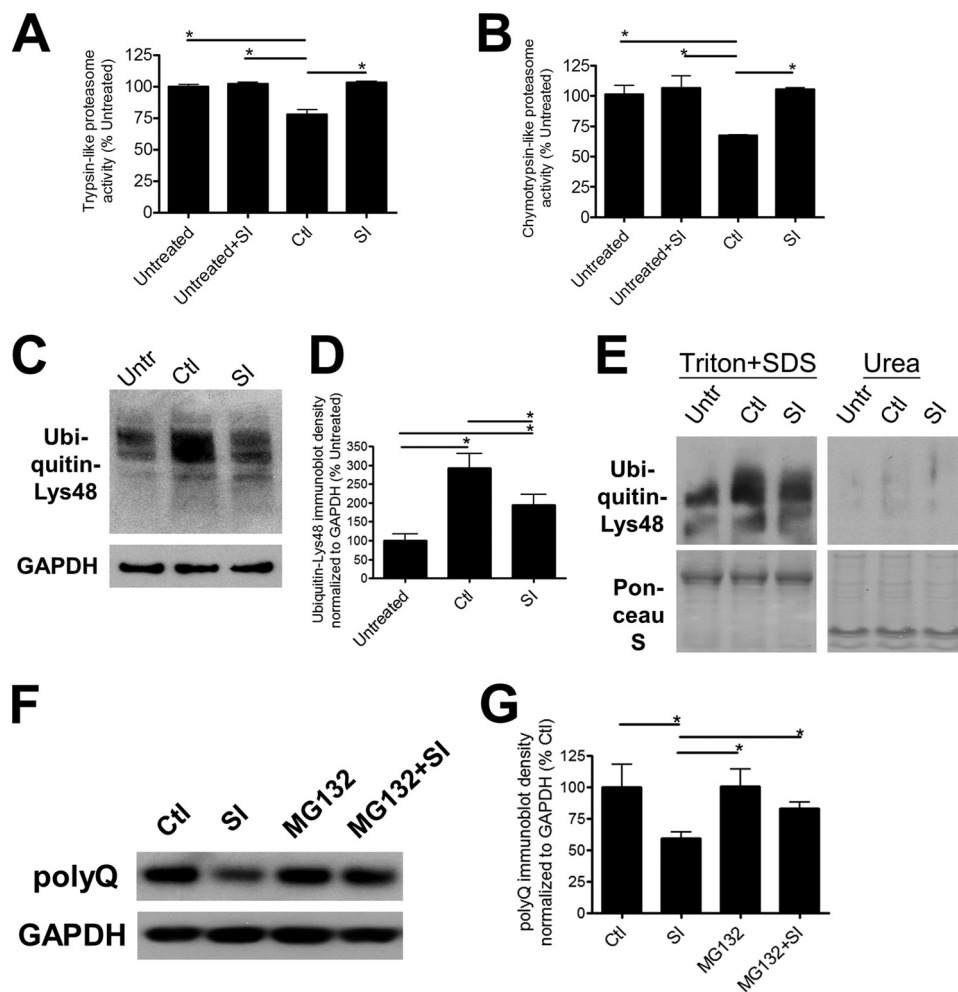 A
Trypsin-like proteasome
activity (% Untreated)
125
100
75
50
25
0
*
*
*
Untreated
Untreated+SI
Ctl
SI
B
Chymotrypsin-like proteasome
activity (% Untreated)
125
100
75
50
25
0
*
*
*
Untreated
Untreated+SI
Ctl
SI
C
Untr
Ctl
SI
Ubi-
quitin-
Lys48
GAPDH
D
Ubiquitin-Lys48 immunoblot density
normalized to GAPDH (% Untreated)
350
300
250
200
150
100
50
0
*
*
*
Untreated
Ctl
SI
E
Triton+SDS
Urea
Untr
Ctl
SI
Untr
Ctl
SI
Ubi-
quitin-
Lys48
Pon-
ceau
S
F
Ctl
SI
MG132
MG132+SI
polyQ
GAPDH
G
polyQ immunoblot density
normalized to GAPDH (% Ctl)
125
100
75
50
25
0
*
*
*
Ctl
SI
MG132
MG132+SI